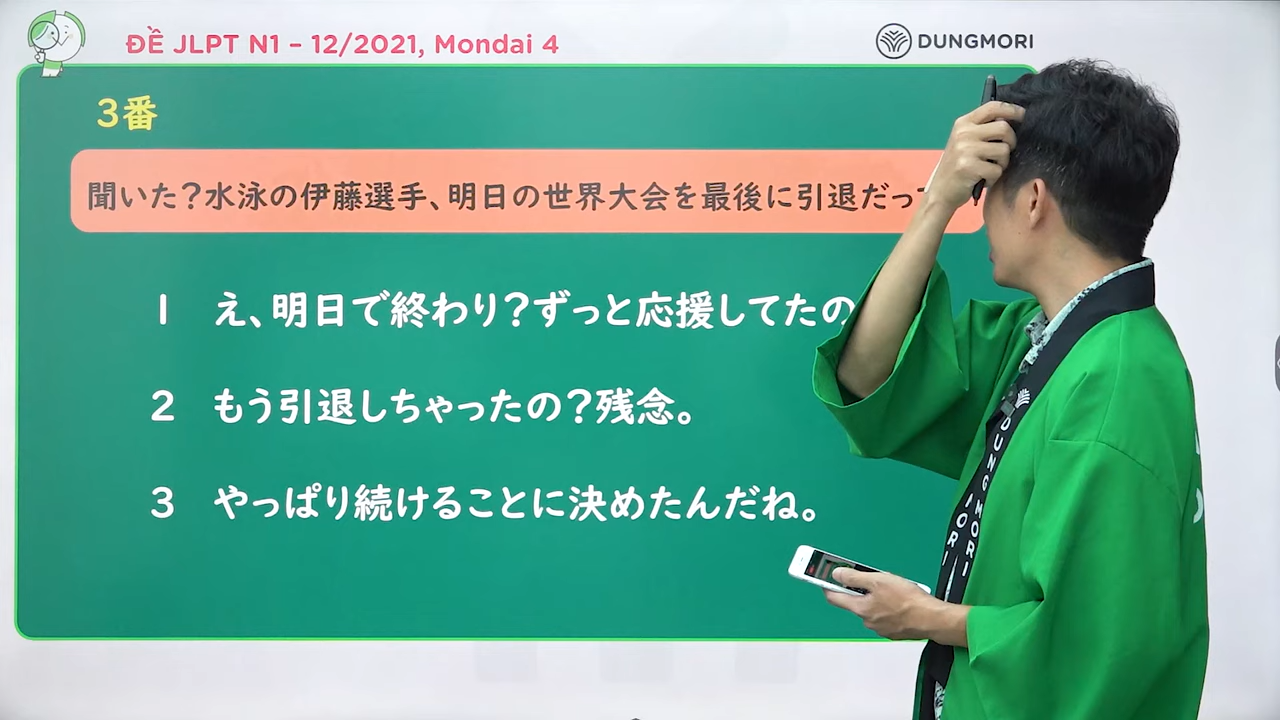 ĐỀ JLPT N1 – 12/2021, Mondai 4
DUNGMORI
3番
聞いた?水泳の伊藤選手、明日の世界大会を最後に引退だっ
1 え、明日で終わり?ずっと応援してたの
2 もう引退しちゃったの?残念。
3 やっぱり続けることに決めたんだね。
DUNGMORI